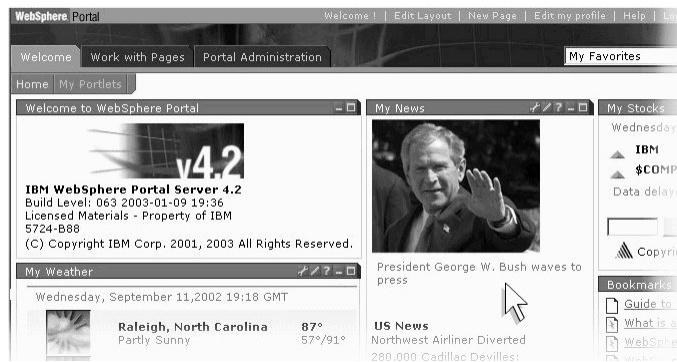 WebSphere. Portal
Welcome ! | Edit Layout | New Page | Edit my profile | Help |
Welcome
Work with Pages
Portal Administration
My Favorites
Home
My Portlets
Welcome to WebSphere Portal
v4.2
IBM WebSphere Portal Server 4.2
Build Level: 063 2003-01-09 19:36
Licensed Materials - Property of IBM
5724-B88
(C) Copyright IBM Corp. 2001, 2003 All Rights Reserved.
My Weather
Wednesday, September 11,2002 19:18 GMT
Raleigh, North Carolina 87°
Partly Sunny 57°/91°
My News
President George W. Bush waves to
press
US News
Northwest Airliner Diverted
280,000 Cadillac Devilles:
My Stocks
Wednesday
IBM
$COMP
Data delay
Copyri
Bookmarks
Guide to
What is a
WebSphe
WebSphe